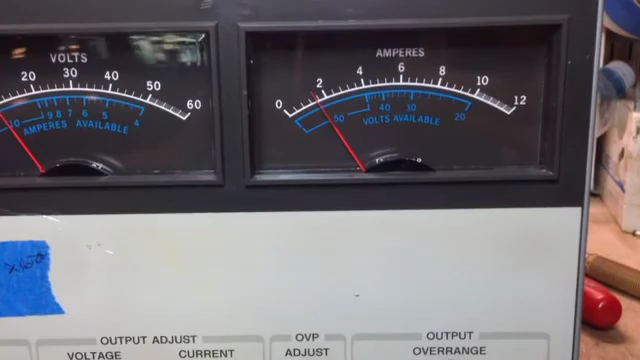 VOLTS
20 30 40 50 60
10 9 8 7 6 5 4
AMPERES AVAILABLE
AMPERES
0 2 4 6 8 10 12
50 40 30 20
VOLTS AVAILABLE
OUTPUT ADJUST
VOLTAGE CURRENT
OVP
ADJUST
OUTPUT
OVERRANGE